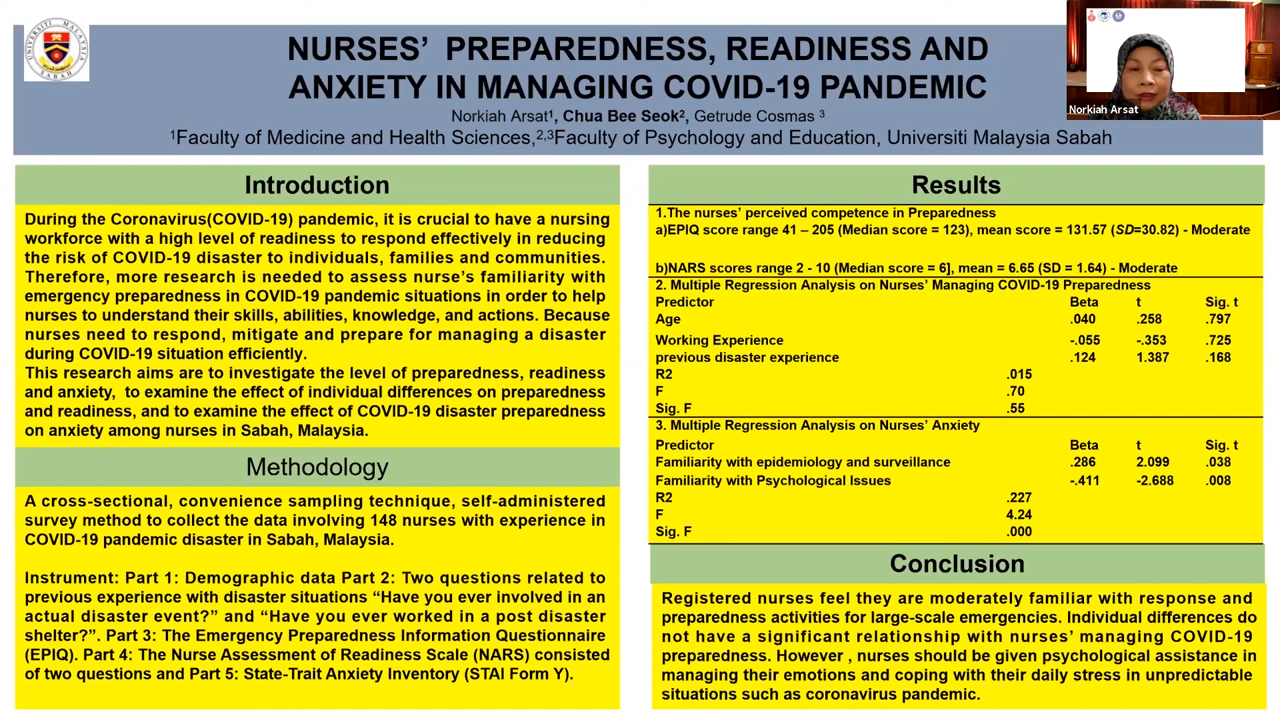 UNIVERSITI MALAYSIA
SABAH
NURSES’ PREPAREDNESS, READINESS AND
ANXIETY IN MANAGING COVID-19 PANDEMIC
Norkiah Arsat¹, Chua Bee Seok², Getrude Cosmas ³
¹Faculty of Medicine and Health Sciences,²,³Faculty of Psychology and Education, Universiti Malaysia Sabah
Norkiah Arsat
Introduction
During the Coronavirus(COVID-19) pandemic, it is crucial to have a nursing
workforce with a high level of readiness to respond effectively in reducing
the risk of COVID-19 disaster to individuals, families and communities.
Therefore, more research is needed to assess nurse’s familiarity with
emergency preparedness in COVID-19 pandemic situations in order to help
nurses to understand their skills, abilities, knowledge, and actions. Because
nurses need to respond, mitigate and prepare for managing a disaster
during COVID-19 situation efficiently.
This research aims are to investigate the level of preparedness, readiness
and anxiety, to examine the effect of individual differences on preparedness
and readiness, and to examine the effect of COVID-19 disaster preparedness
on anxiety among nurses in Sabah, Malaysia.
Methodology
A cross-sectional, convenience sampling technique, self-administered
survey method to collect the data involving 148 nurses with experience in
COVID-19 pandemic disaster in Sabah, Malaysia.
Instrument: Part 1: Demographic data Part 2: Two questions related to
previous experience with disaster situations “Have you ever involved in an
actual disaster event?” and “Have you ever worked in a post disaster
shelter?”. Part 3: The Emergency Preparedness Information Questionnaire
(EPIQ). Part 4: The Nurse Assessment of Readiness Scale (NARS) consisted
of two questions and Part 5: State-Trait Anxiety Inventory (STAI Form Y).
Results
1.The nurses’ perceived competence in Preparedness
a)EPIQ score range 41 – 205 (Median score = 123), mean score = 131.57 (SD=30.82) - Moderate
b)NARS scores range 2 - 10 (Median score = 6], mean = 6.65 (SD = 1.64) - Moderate
2. Multiple Regression Analysis on Nurses’ Managing COVID-19 Preparedness
Predictor Beta t Sig. t
Age .040 .258 .797
Working Experience -.055 -.353 .725
previous disaster experience .124 1.387 .168
R2 .015
F .70
Sig. F .55
3. Multiple Regression Analysis on Nurses’ Anxiety
Predictor Beta t Sig. t
Familiarity with epidemiology and surveillance .286 2.099 .038
Familiarity with Psychological Issues -.411 -2.688 .008
R2 .227
F 4.24
Sig. F .000
Conclusion
Registered nurses feel they are moderately familiar with response and
preparedness activities for large-scale emergencies. Individual differences do
not have a significant relationship with nurses’ managing COVID-19
preparedness. However , nurses should be given psychological assistance in
managing their emotions and coping with their daily stress in unpredictable
situations such as coronavirus pandemic.